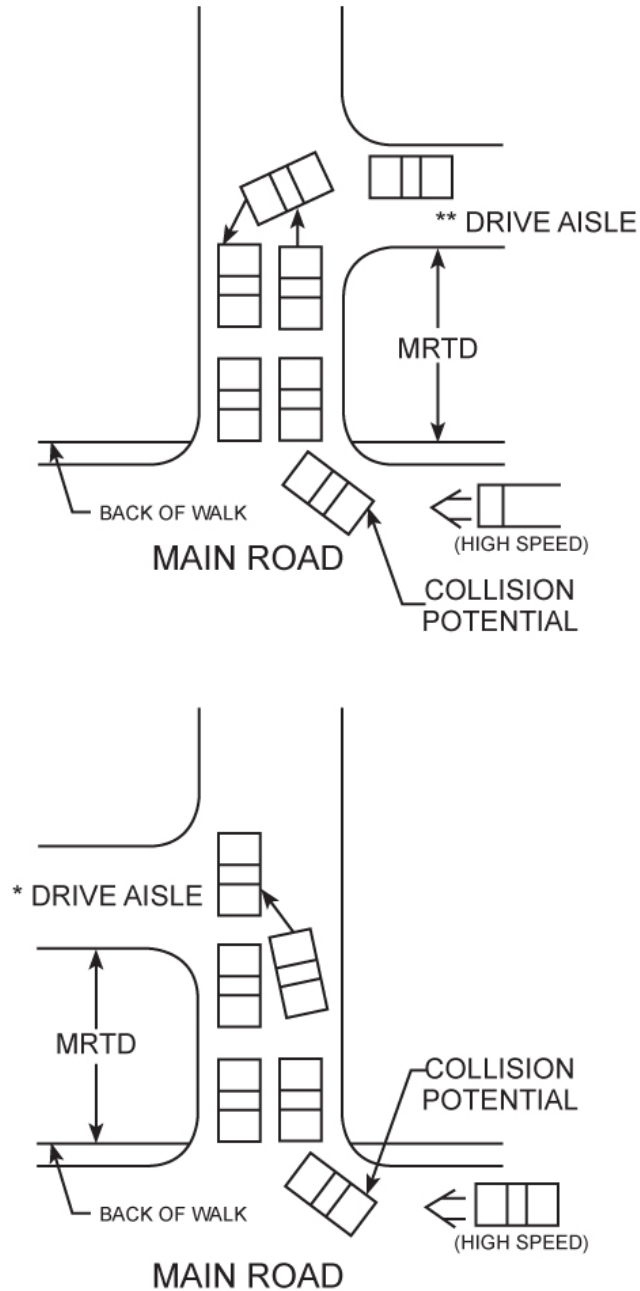 ** DRIVE AISLE
MRTD
BACK OF WALK
(HIGH SPEED)
MAIN ROAD
COLLISION
POTENTIAL
* DRIVE AISLE
MRTD
COLLISION
POTENTIAL
BACK OF WALK
(HIGH SPEED)
MAIN ROAD